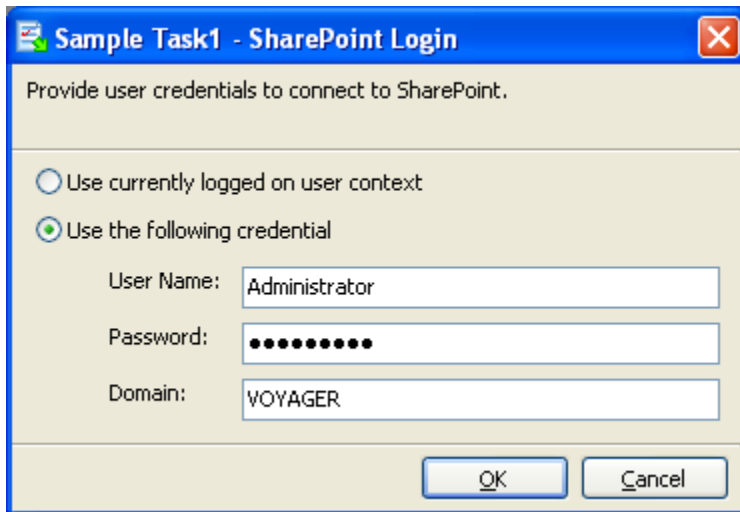 Sample Task1 - SharePoint Login
Provide user credentials to connect to SharePoint.
Use currently logged on user context
Use the following credential
User Name: Administrator
Password: ●●●●●●●●●
Domain: VOYAGER
OK Cancel